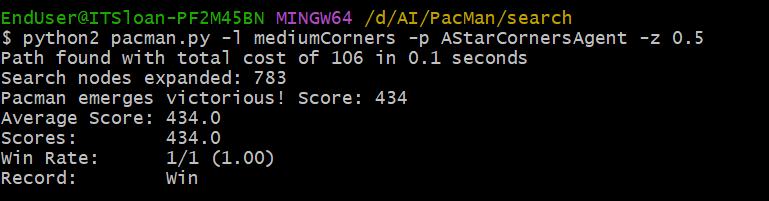 EndUser@ITSloan-PF2M45BN MINGW64 /d/AI/PacMan/search
$ python2 pacman.py -l mediumCorners -p AStarCornersAgent -z 0.5
Path found with total cost of 106 in 0.1 seconds
Search nodes expanded: 783
Pacman emerges victorious! Score: 434
Average Score: 434.0
Scores:        434.0
Win Rate:      1/1 (1.00)
Record:        Win